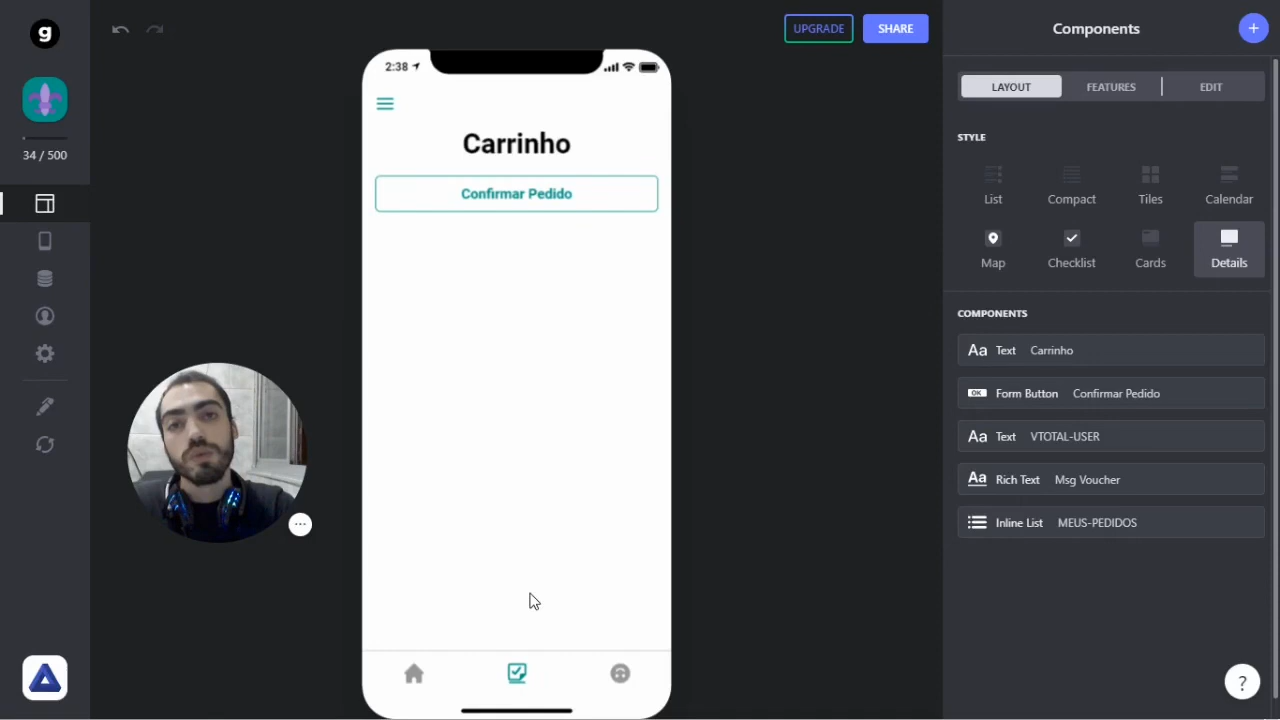 g
34 / 500
UPGRADE
SHARE
2:38
Carrinho
Confirmar Pedido
Components
+
LAYOUT
FEATURES
EDIT
STYLE
List
Compact
Tiles
Calendar
Map
Checklist
Cards
Details
COMPONENTS
Aa Text Carrinho
OK Form Button Confirmar Pedido
Aa Text VTOTAL-USER
Aa Rich Text Msg Voucher
Inline List MEUS-PEDIDOS
?